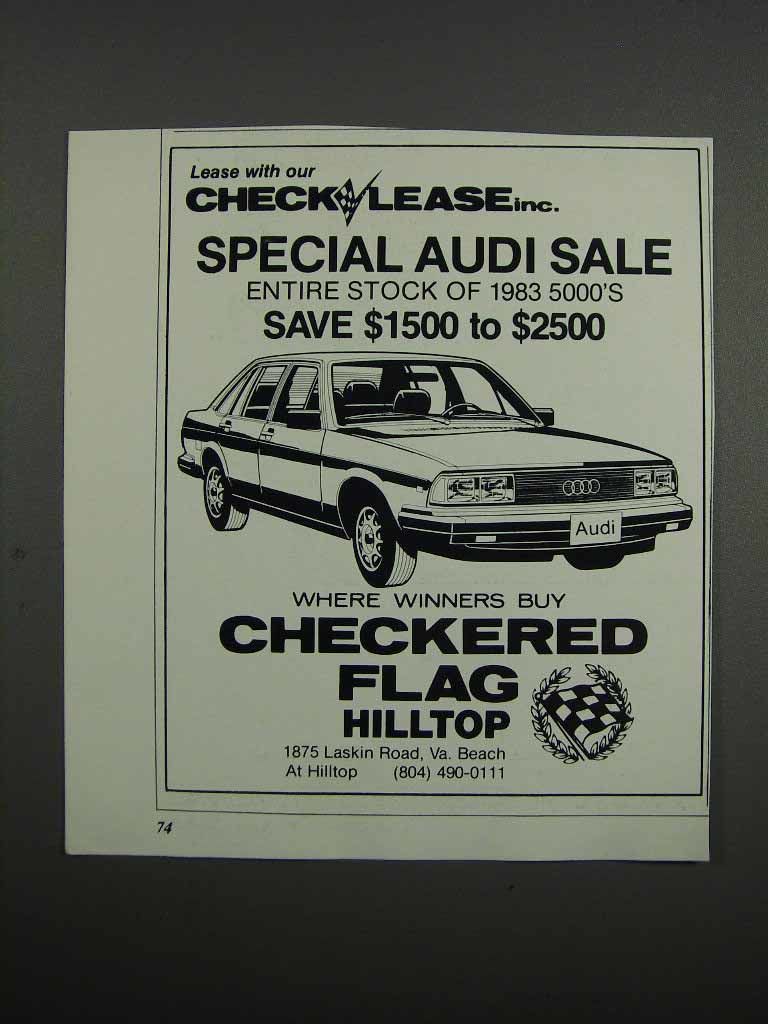 Lease with our
CHECK LEASE inc.
SPECIAL AUDI SALE
ENTIRE STOCK OF 1983 5000'S
SAVE $1500 to $2500
Audi
WHERE WINNERS BUY
CHECKERED
FLAG
HILLTOP
1875 Laskin Road, Va. Beach
At Hilltop (804) 490-0111
74